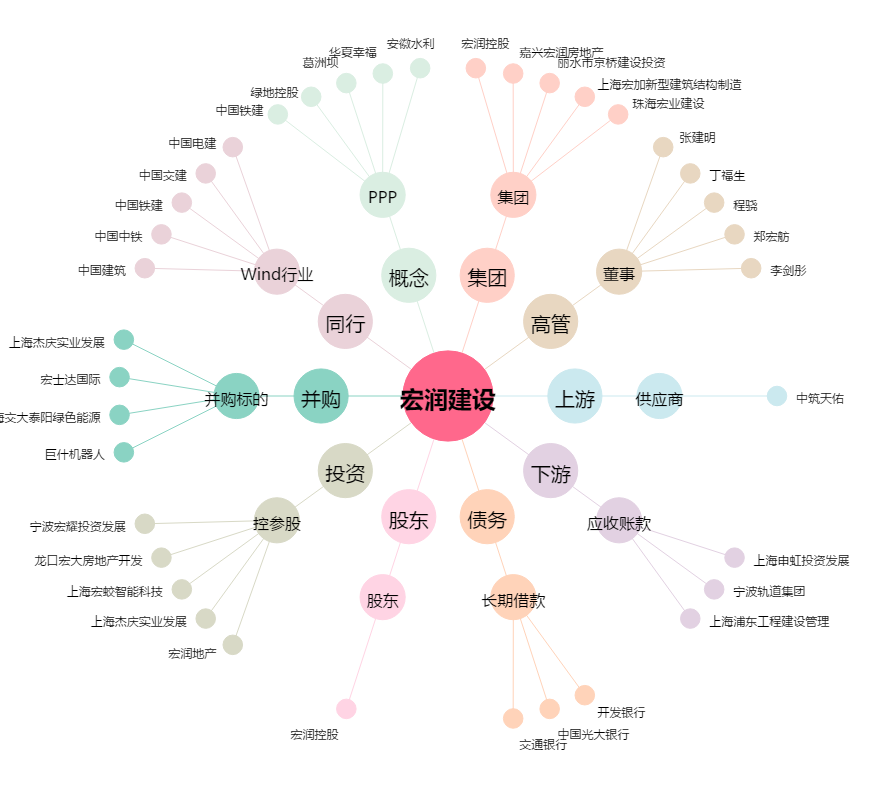 安徽水利
宏润控股
华夏幸福
嘉兴宏润房地产
葛洲坝
丽水市京桥建设投资
绿地控股
上海宏加新型建筑结构制造
中国铁建
珠海宏业建设
中国电建
张建明
中国交建
丁福生
PPP
集团
中国铁建
程骁
中国中铁
郑宏舫
中国建筑
Wind行业
概念
集团
董事
李剑彤
同行
高管
上海杰庆实业发展
宏士达国际
并购标的
并购
宏润建设
上游
供应商
中筑天佑
海交大泰阳绿色能源
巨什机器人
投资
下游
宁波宏耀投资发展
控参股
股东
债务
应收账款
龙口宏大房地产开发
上海申虹投资发展
上海宏蛟智能科技
宁波轨道集团
股东
长期借款
上海杰庆实业发展
上海浦东工程建设管理
宏润地产
开发银行
宏润控股
中国光大银行
交通银行